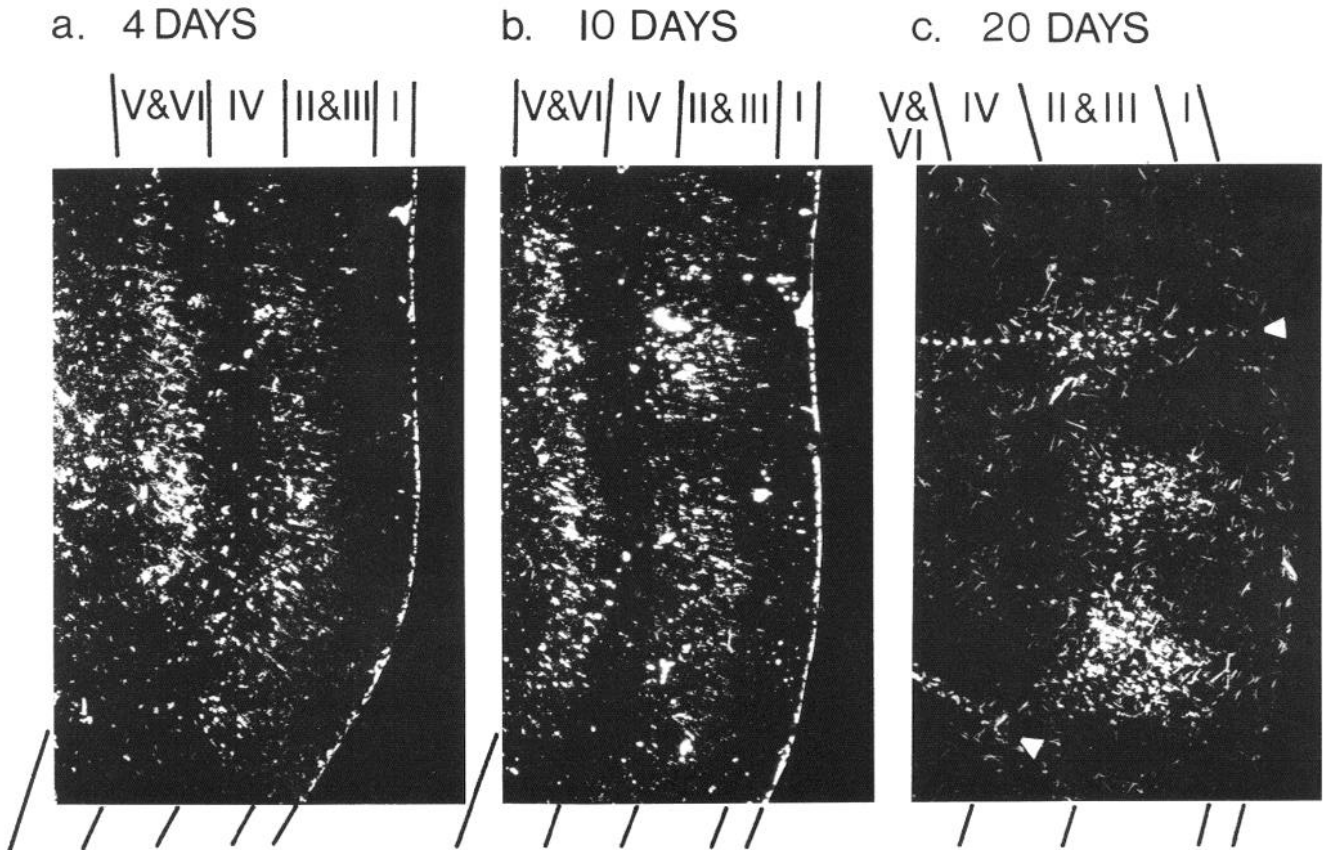 a. 4 DAYS
V&VI IV II&III I
b. 10 DAYS
V&VI IV II&III I
c. 20 DAYS
V&
VI IV II&III I